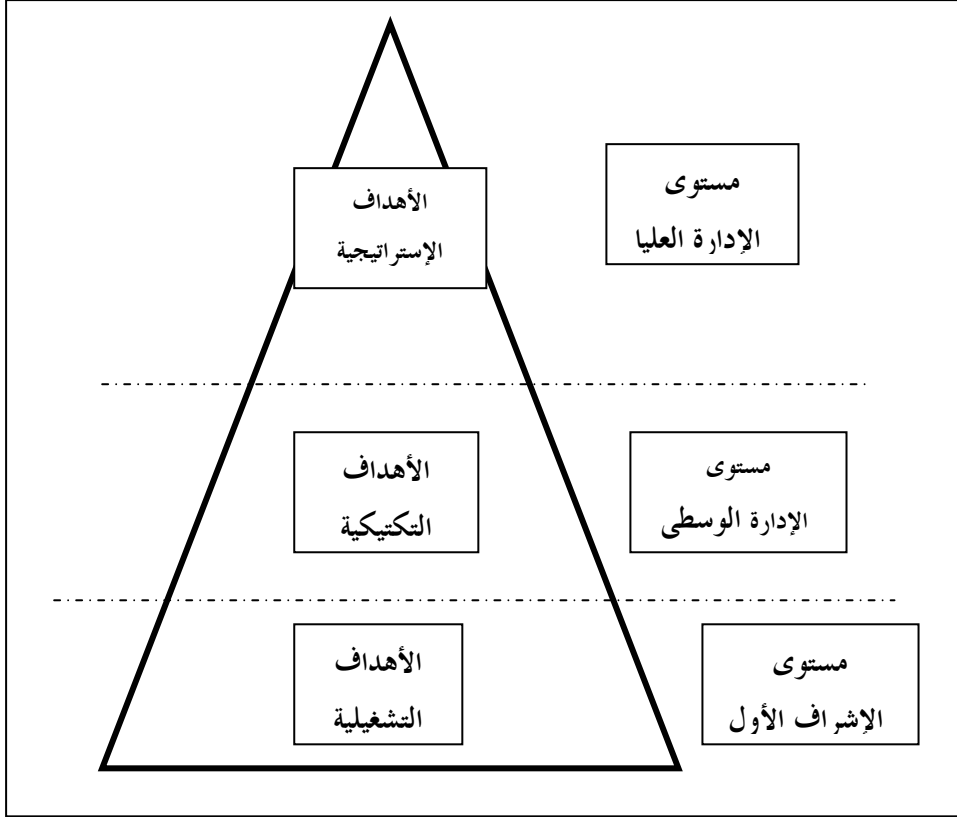 مستوى
الإدارة العليا
الأهداف
الإستراتيجية
مستوى
الإدارة الوسطى
الأهداف
التكتيكية
مستوى
الإشراف الأول
الأهداف
التشغيلية